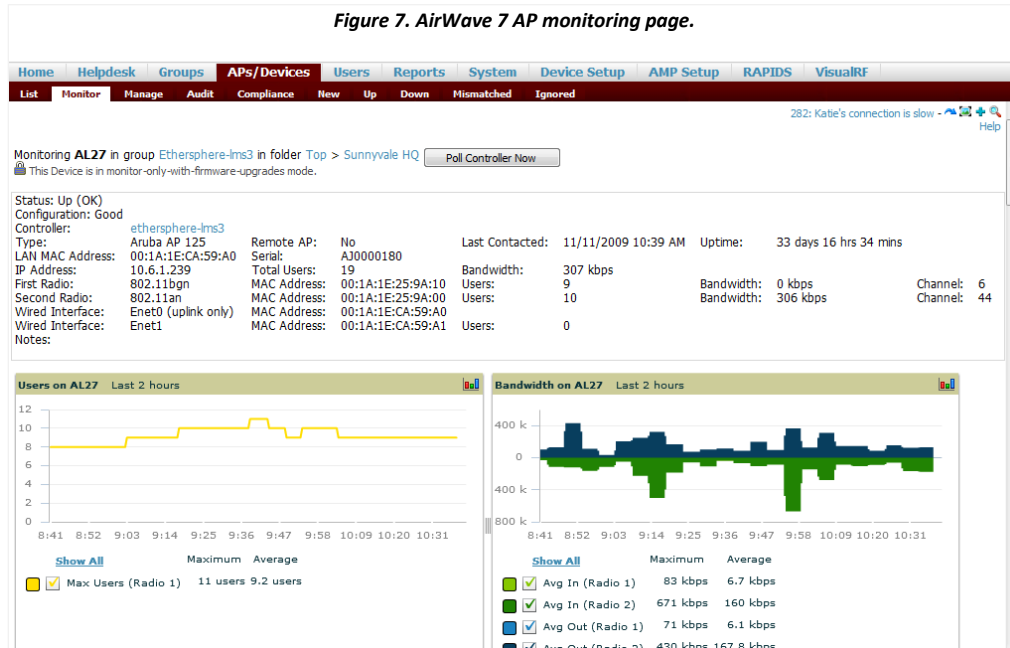 Figure 7. AirWave 7 AP monitoring page.
Home Helpdesk Groups APs/Devices Users Reports System Device Setup AMP Setup RAPIDS VisualRF
List Monitor Manage Audit Compliance New Up Down Mismatched Ignored
282: Katie's connection is slow -
Help
Monitoring AL27 in group Ethersphere-lms3 in folder Top > Sunnyvale HQ Poll Controller Now
This Device is in monitor-only-with-firmware-upgrades mode.
Status: Up (OK)
Configuration: Good
Controller: ethersphere-lms3
Type: Aruba AP 125 Remote AP: No Last Contacted: 11/11/2009 10:39 AM Uptime: 33 days 16 hrs 34 mins
LAN MAC Address: 00:1A:1E:CA:59:A0 Serial: AJ0000180
IP Address: 10.6.1.239 Total Users: 19 Bandwidth: 307 kbps
First Radio: 802.11bgn MAC Address: 00:1A:1E:25:9A:10 Users: 9 Bandwidth: 0 kbps Channel: 6
Second Radio: 802.11an MAC Address: 00:1A:1E:25:9A:00 Users: 10 Bandwidth: 306 kbps Channel: 44
Wired Interface: Enet0 (uplink only) MAC Address: 00:1A:1E:CA:59:A0
Wired Interface: Enet1 MAC Address: 00:1A:1E:CA:59:A1 Users: 0
Notes:
Users on AL27 Last 2 hours
12
10
8
6
4
2
0
8:41 8:52 9:03 9:14 9:25 9:36 9:47 9:58 10:09 10:20 10:31
Show All Maximum Average
Max Users (Radio 1) 11 users 9.2 users
Bandwidth on AL27 Last 2 hours
400 k
0
400 k
800 k
8:41 8:52 9:03 9:14 9:25 9:36 9:47 9:58 10:09 10:20 10:31
Show All Maximum Average
Avg In (Radio 1) 83 kbps 6.7 kbps
Avg In (Radio 2) 671 kbps 160 kbps
Avg Out (Radio 1) 71 kbps 6.1 kbps
Avg Out (Radio 2) 430 kbps 167.8 kbps